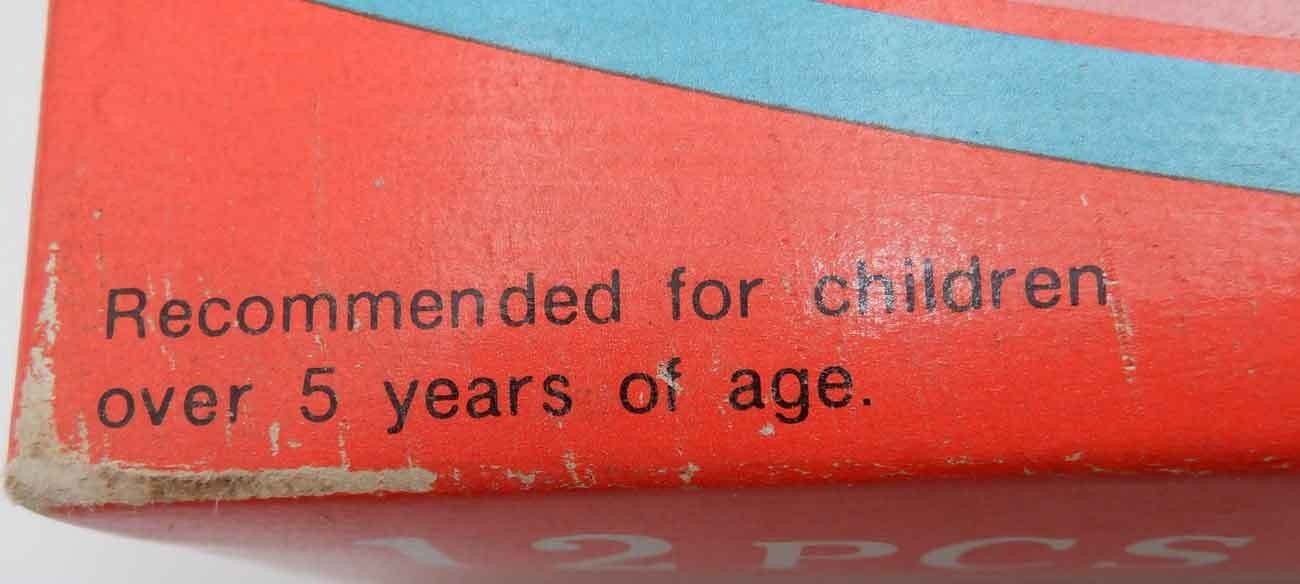 Recommended for children
over 5 years of age.
12 PCS